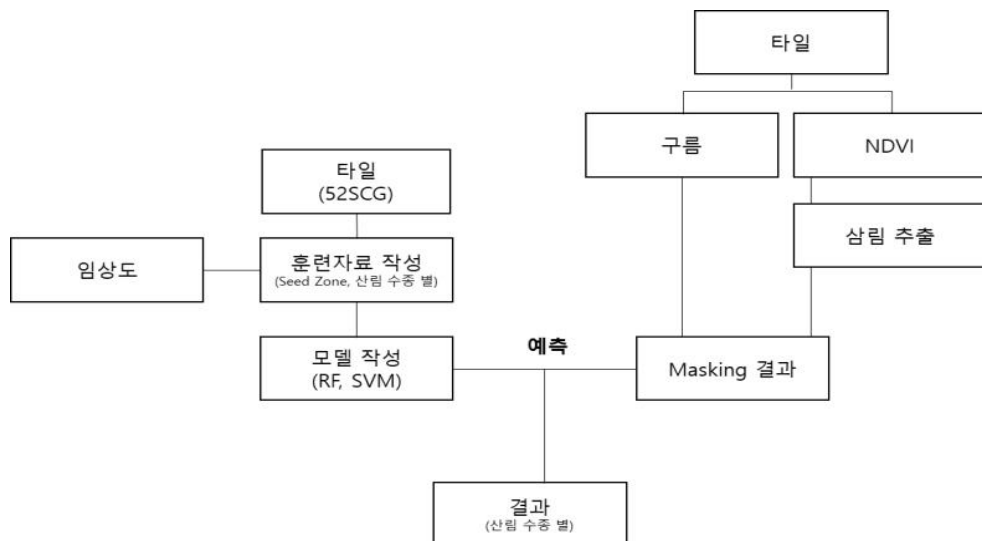 타일
구름
NDVI
타일
(52SCG)
삼림 추출
임상도
훈련자료 작성
(Seed Zone, 산림 수종 별)
예측
모델 작성
(RF, SVM)
Masking 결과
결과
(산림 수종 별)